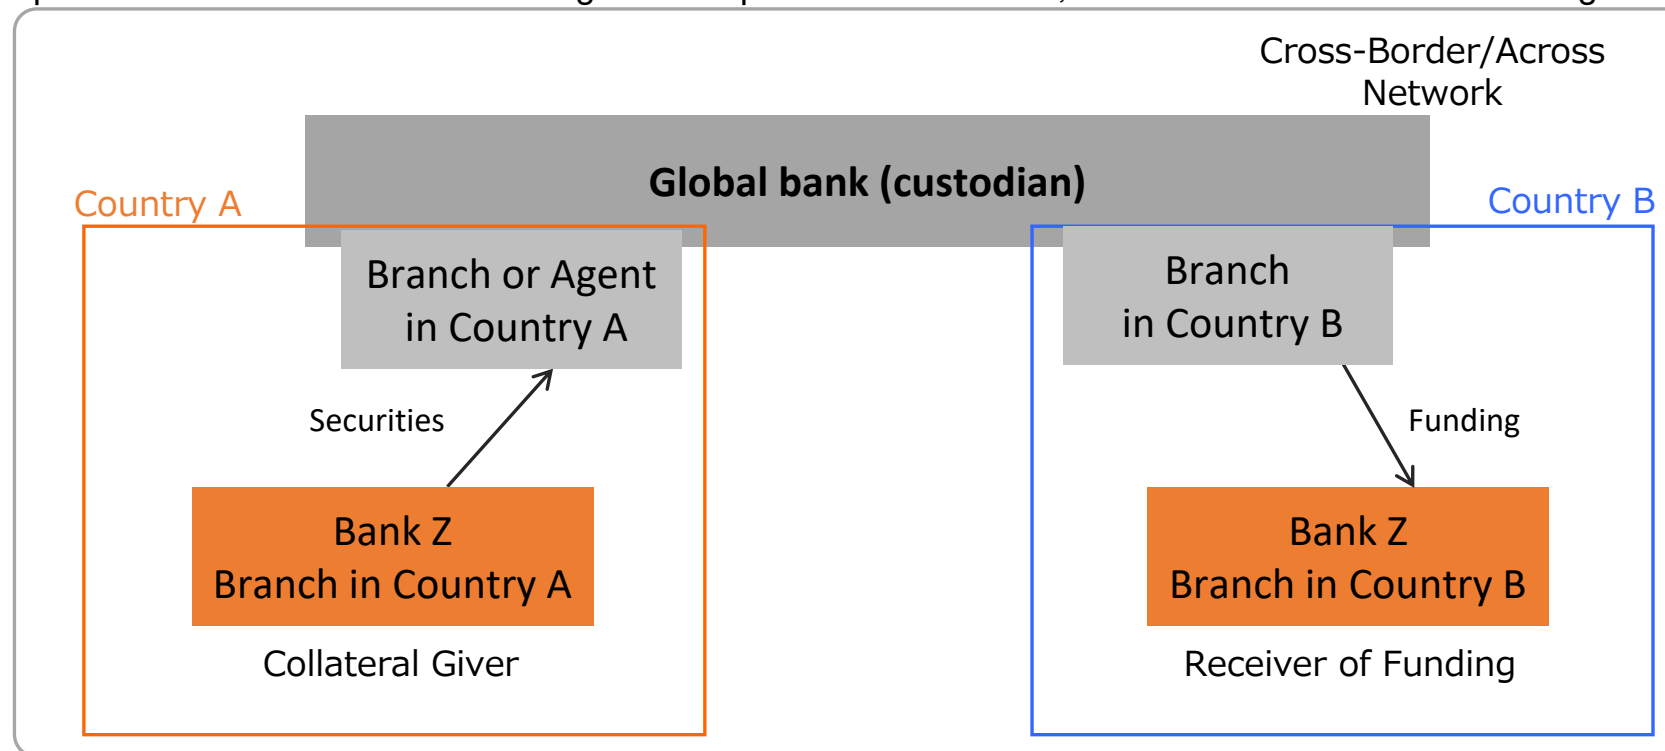 Cross-Border/Across
Network
Global bank (custodian)
Country A
Country B
Branch or Agent
in Country A
Branch
in Country B
Securities
Funding
Bank Z
Branch in Country A
Bank Z
Branch in Country B
Collateral Giver
Receiver of Funding